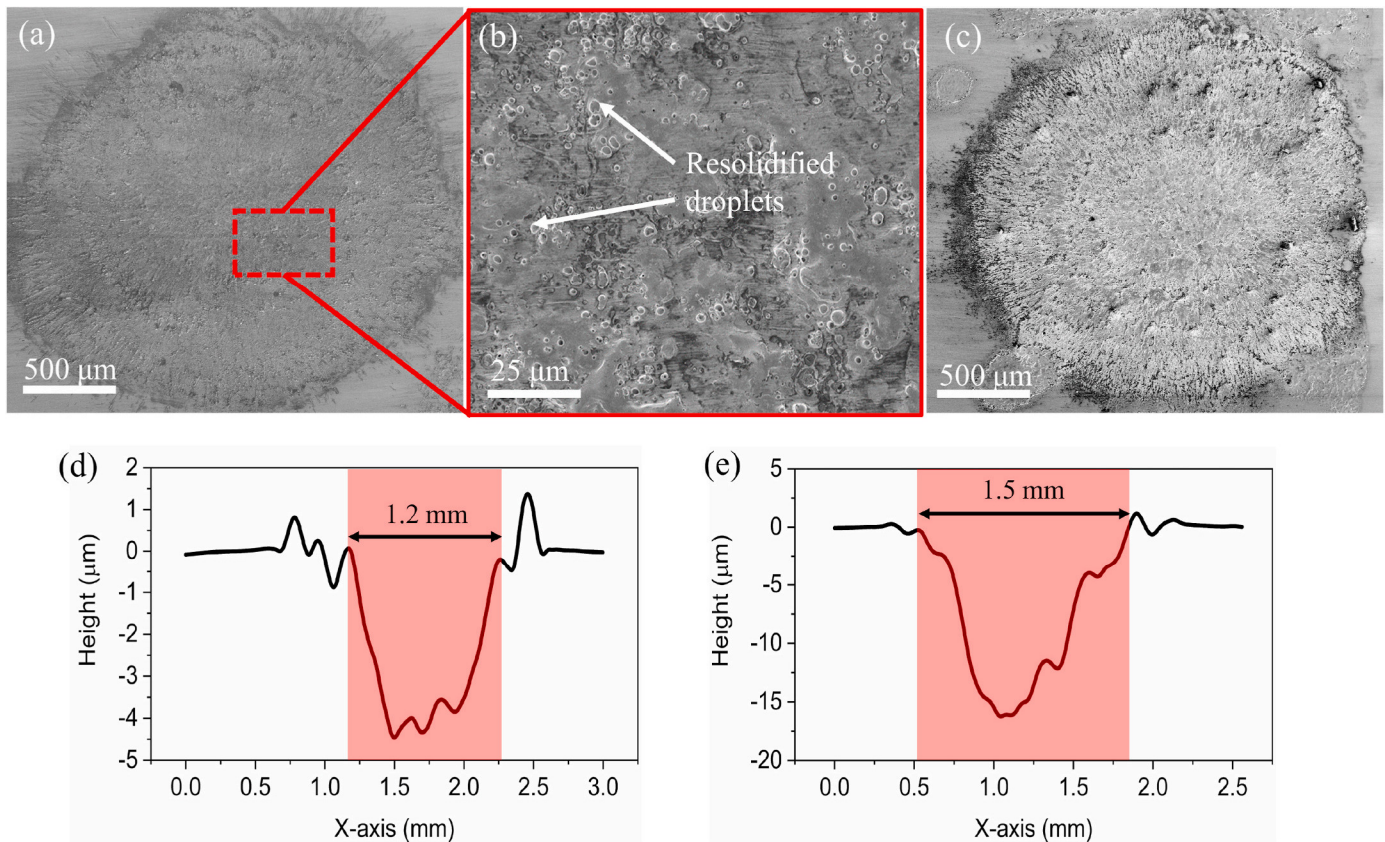 (a)
500 μm
(b)
Resolidified
droplets
25 μm
(c)
500 μm
(d)
2
1
0
-1
-2
-3
-4
-5
Height (μm)
1.2 mm
0.0 0.5 1.0 1.5 2.0 2.5 3.0
X-axis (mm)
(e)
5
0
-5
-10
-15
-20
Height (μm)
1.5 mm
0.0 0.5 1.0 1.5 2.0 2.5
X-axis (mm)